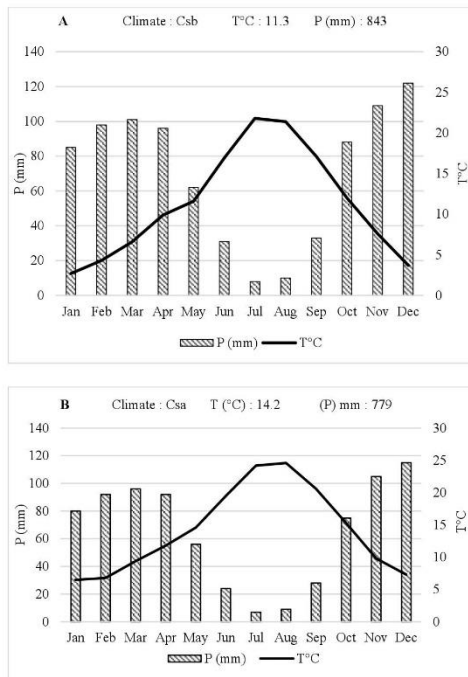 A Climate : Csb T°C : 11.3 P (mm) : 843
140 30
120 25
100 20
80 15
60 10
40 5
20 0
0
P (mm)
T°C
Jan Feb Mar Apr May Jun Jul Aug Sep Oct Nov Dec
P (mm) T°C
B Climate : Csa T (°C) : 14.2 (P) mm : 779
140 30
120 25
100 20
80 15
60 10
40 5
20 0
0
P (mm)
T°C
Jan Feb Mar Apr May Jun Jul Aug Sep Oct Nov Dec
P (mm) T°C